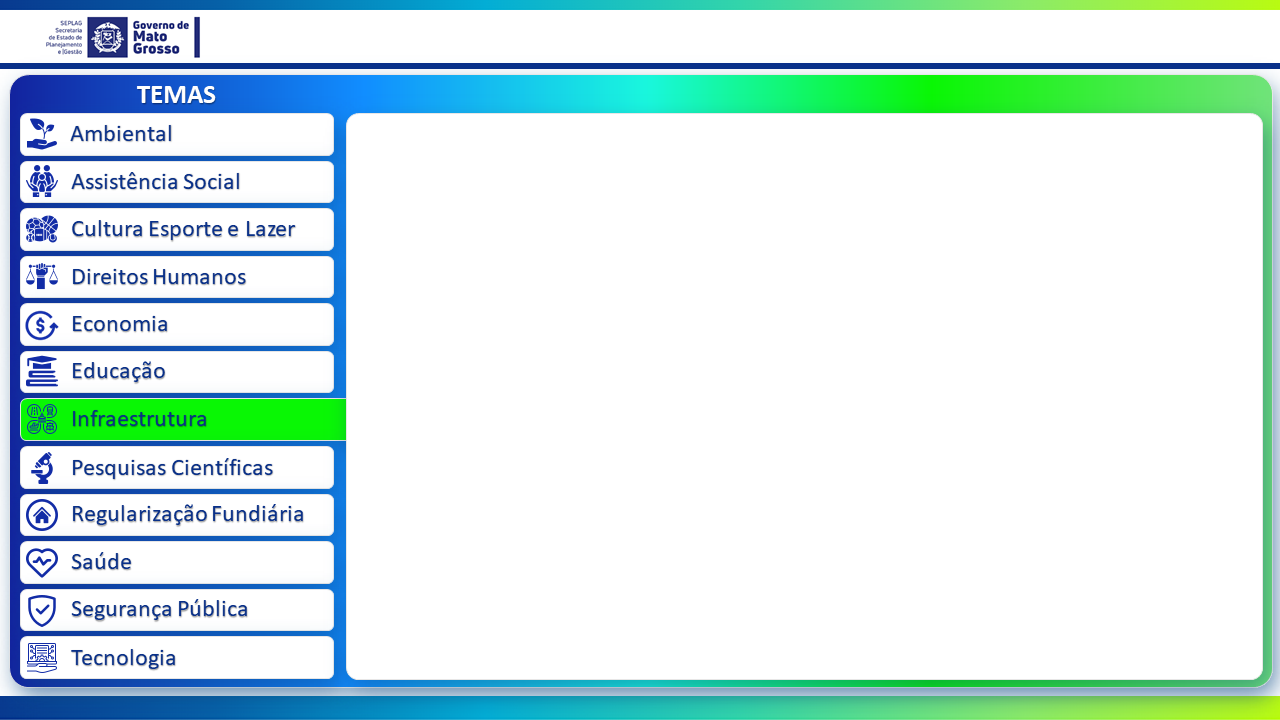 SEPLAG
Secretaria
de Estado de
Planejamento
e |Gestão
Governo de
Mato
Grosso
TEMAS
Ambiental
Assistência Social
Cultura Esporte e Lazer
Direitos Humanos
Economia
Educação
Infraestrutura
Pesquisas Científicas
Regularização Fundiária
Saúde
Segurança Pública
Tecnologia